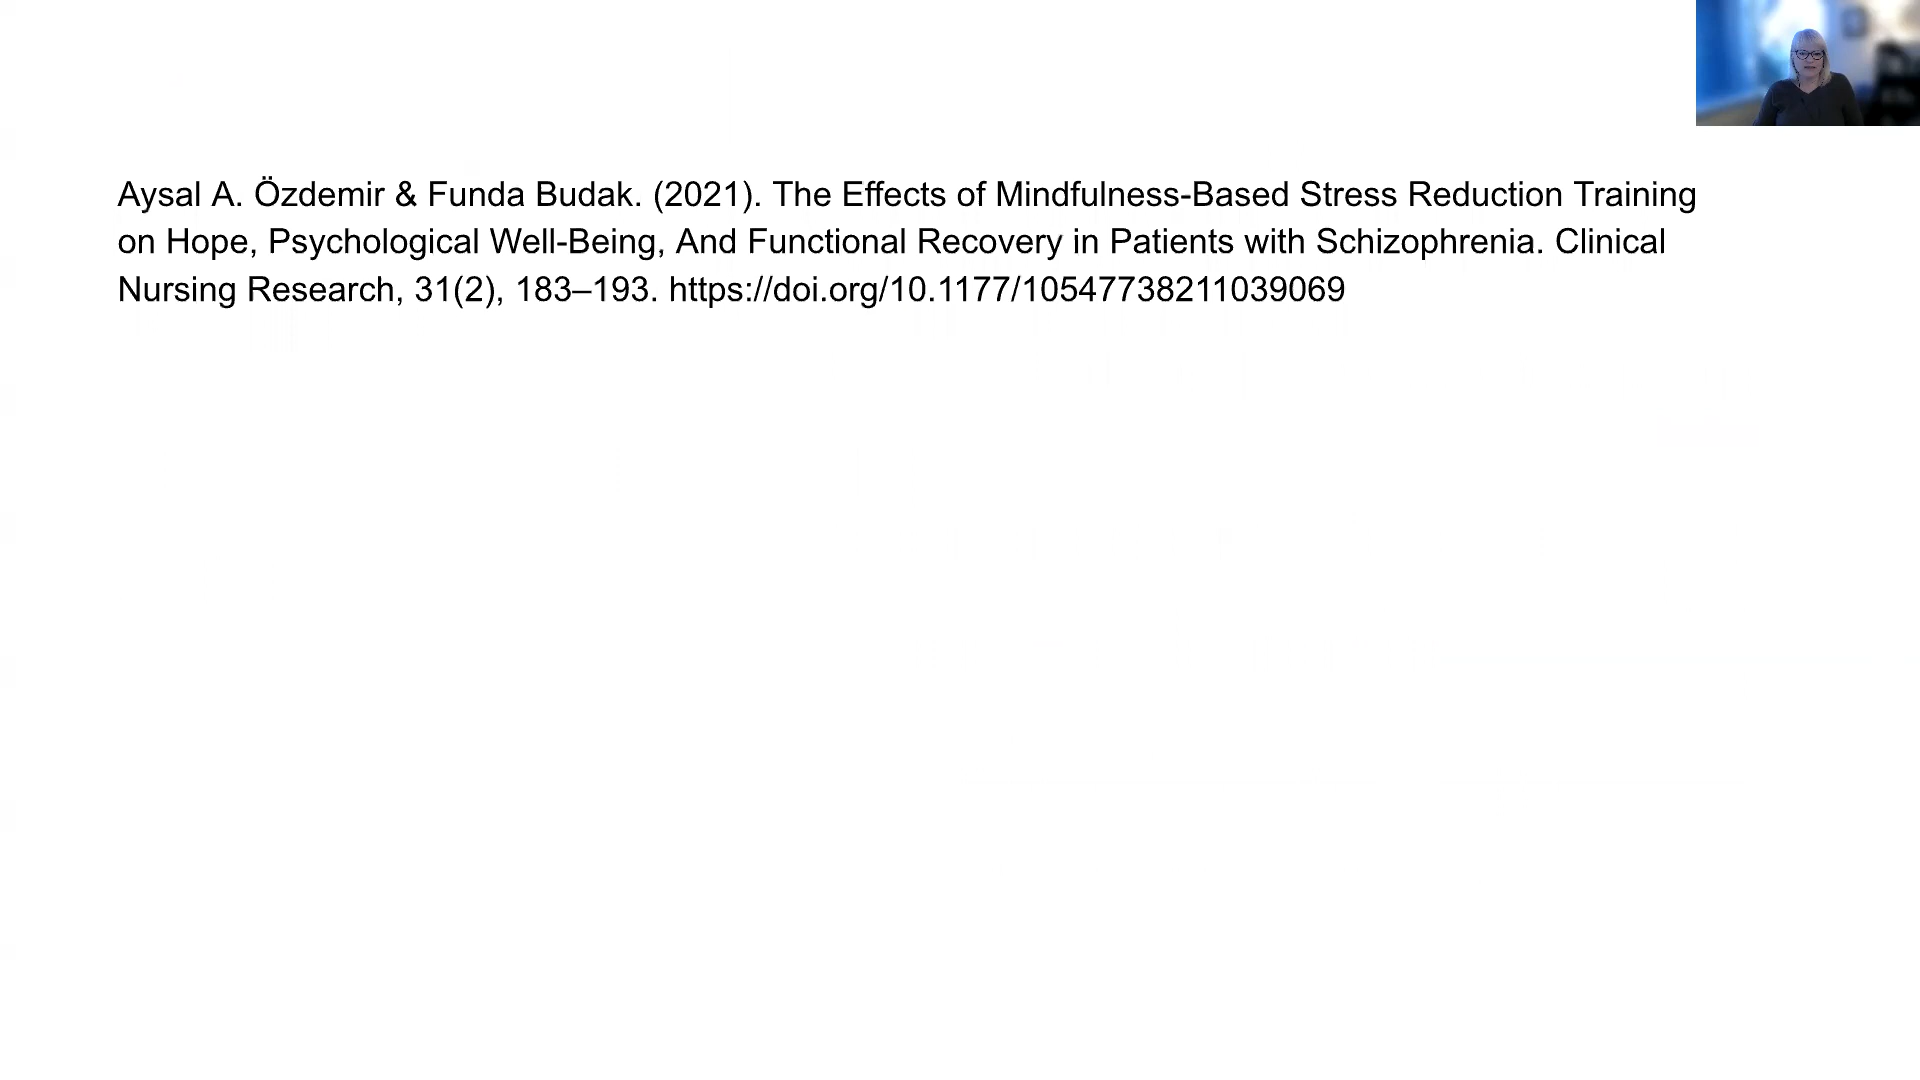 Aysal A. Özdemir & Funda Budak. (2021). The Effects of Mindfulness-Based Stress Reduction Training
on Hope, Psychological Well-Being, And Functional Recovery in Patients with Schizophrenia. Clinical
Nursing Research, 31(2), 183–193. https://doi.org/10.1177/10547738211039069